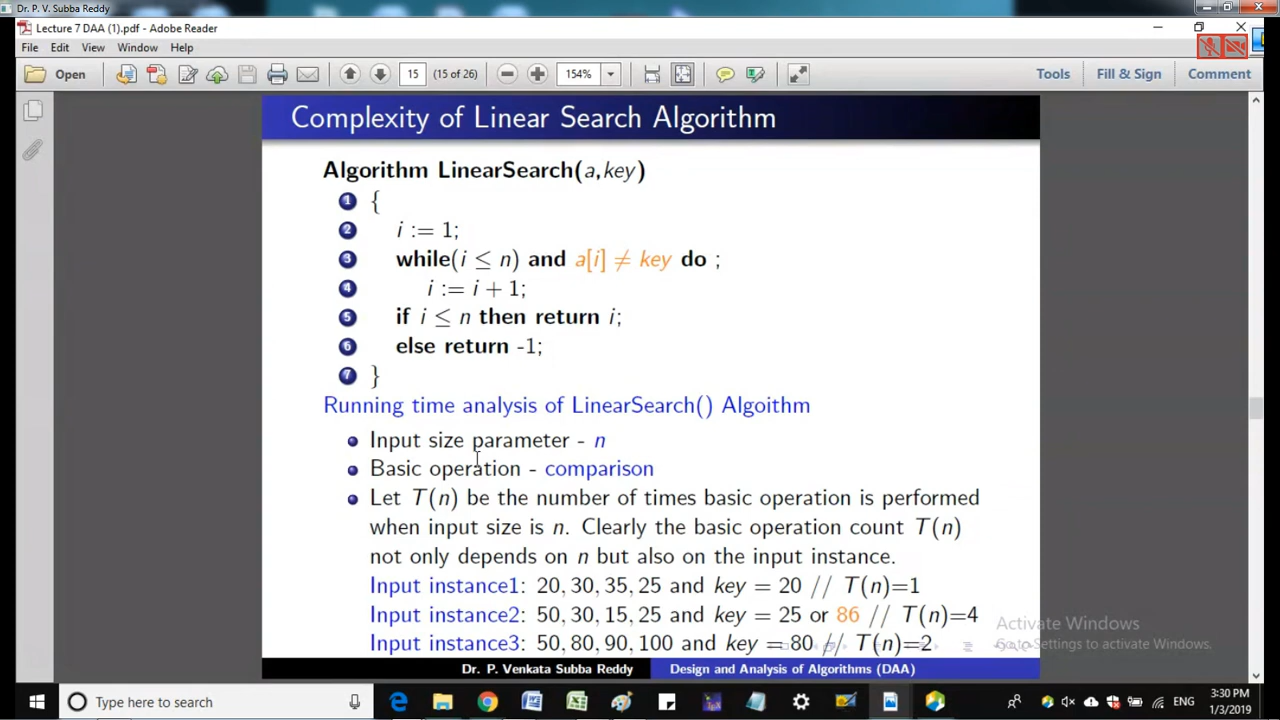 Dr. P. V. Subba Reddy
Lecture 7 DAA (1).pdf - Adobe Reader
File Edit View Window Help
Open 15 (15 of 26) 154% Tools Fill & Sign Comment
Complexity of Linear Search Algorithm
Algorithm LinearSearch(a,key)
1 {
2 i := 1;
3 while(i ≤ n) and a[i] ≠ key do ;
4 i := i + 1;
5 if i ≤ n then return i;
6 else return -1;
7 }
Running time analysis of LinearSearch() Algoithm
Input size parameter - n
Basic operation - comparison
Let T(n) be the number of times basic operation is performed
when input size is n. Clearly the basic operation count T(n)
not only depends on n but also on the input instance.
Input instance1: 20, 30, 35, 25 and key = 20 // T(n)=1
Input instance2: 50, 30, 15, 25 and key = 25 or 86 // T(n)=4
Input instance3: 50, 80, 90, 100 and key = 80 // T(n)=2
Activate Windows
Go to Settings to activate Windows.
Dr. P. Venkata Subba Reddy Design and Analysis of Algorithms (DAA)
Type here to search
ENG
3:30 PM
1/3/2019